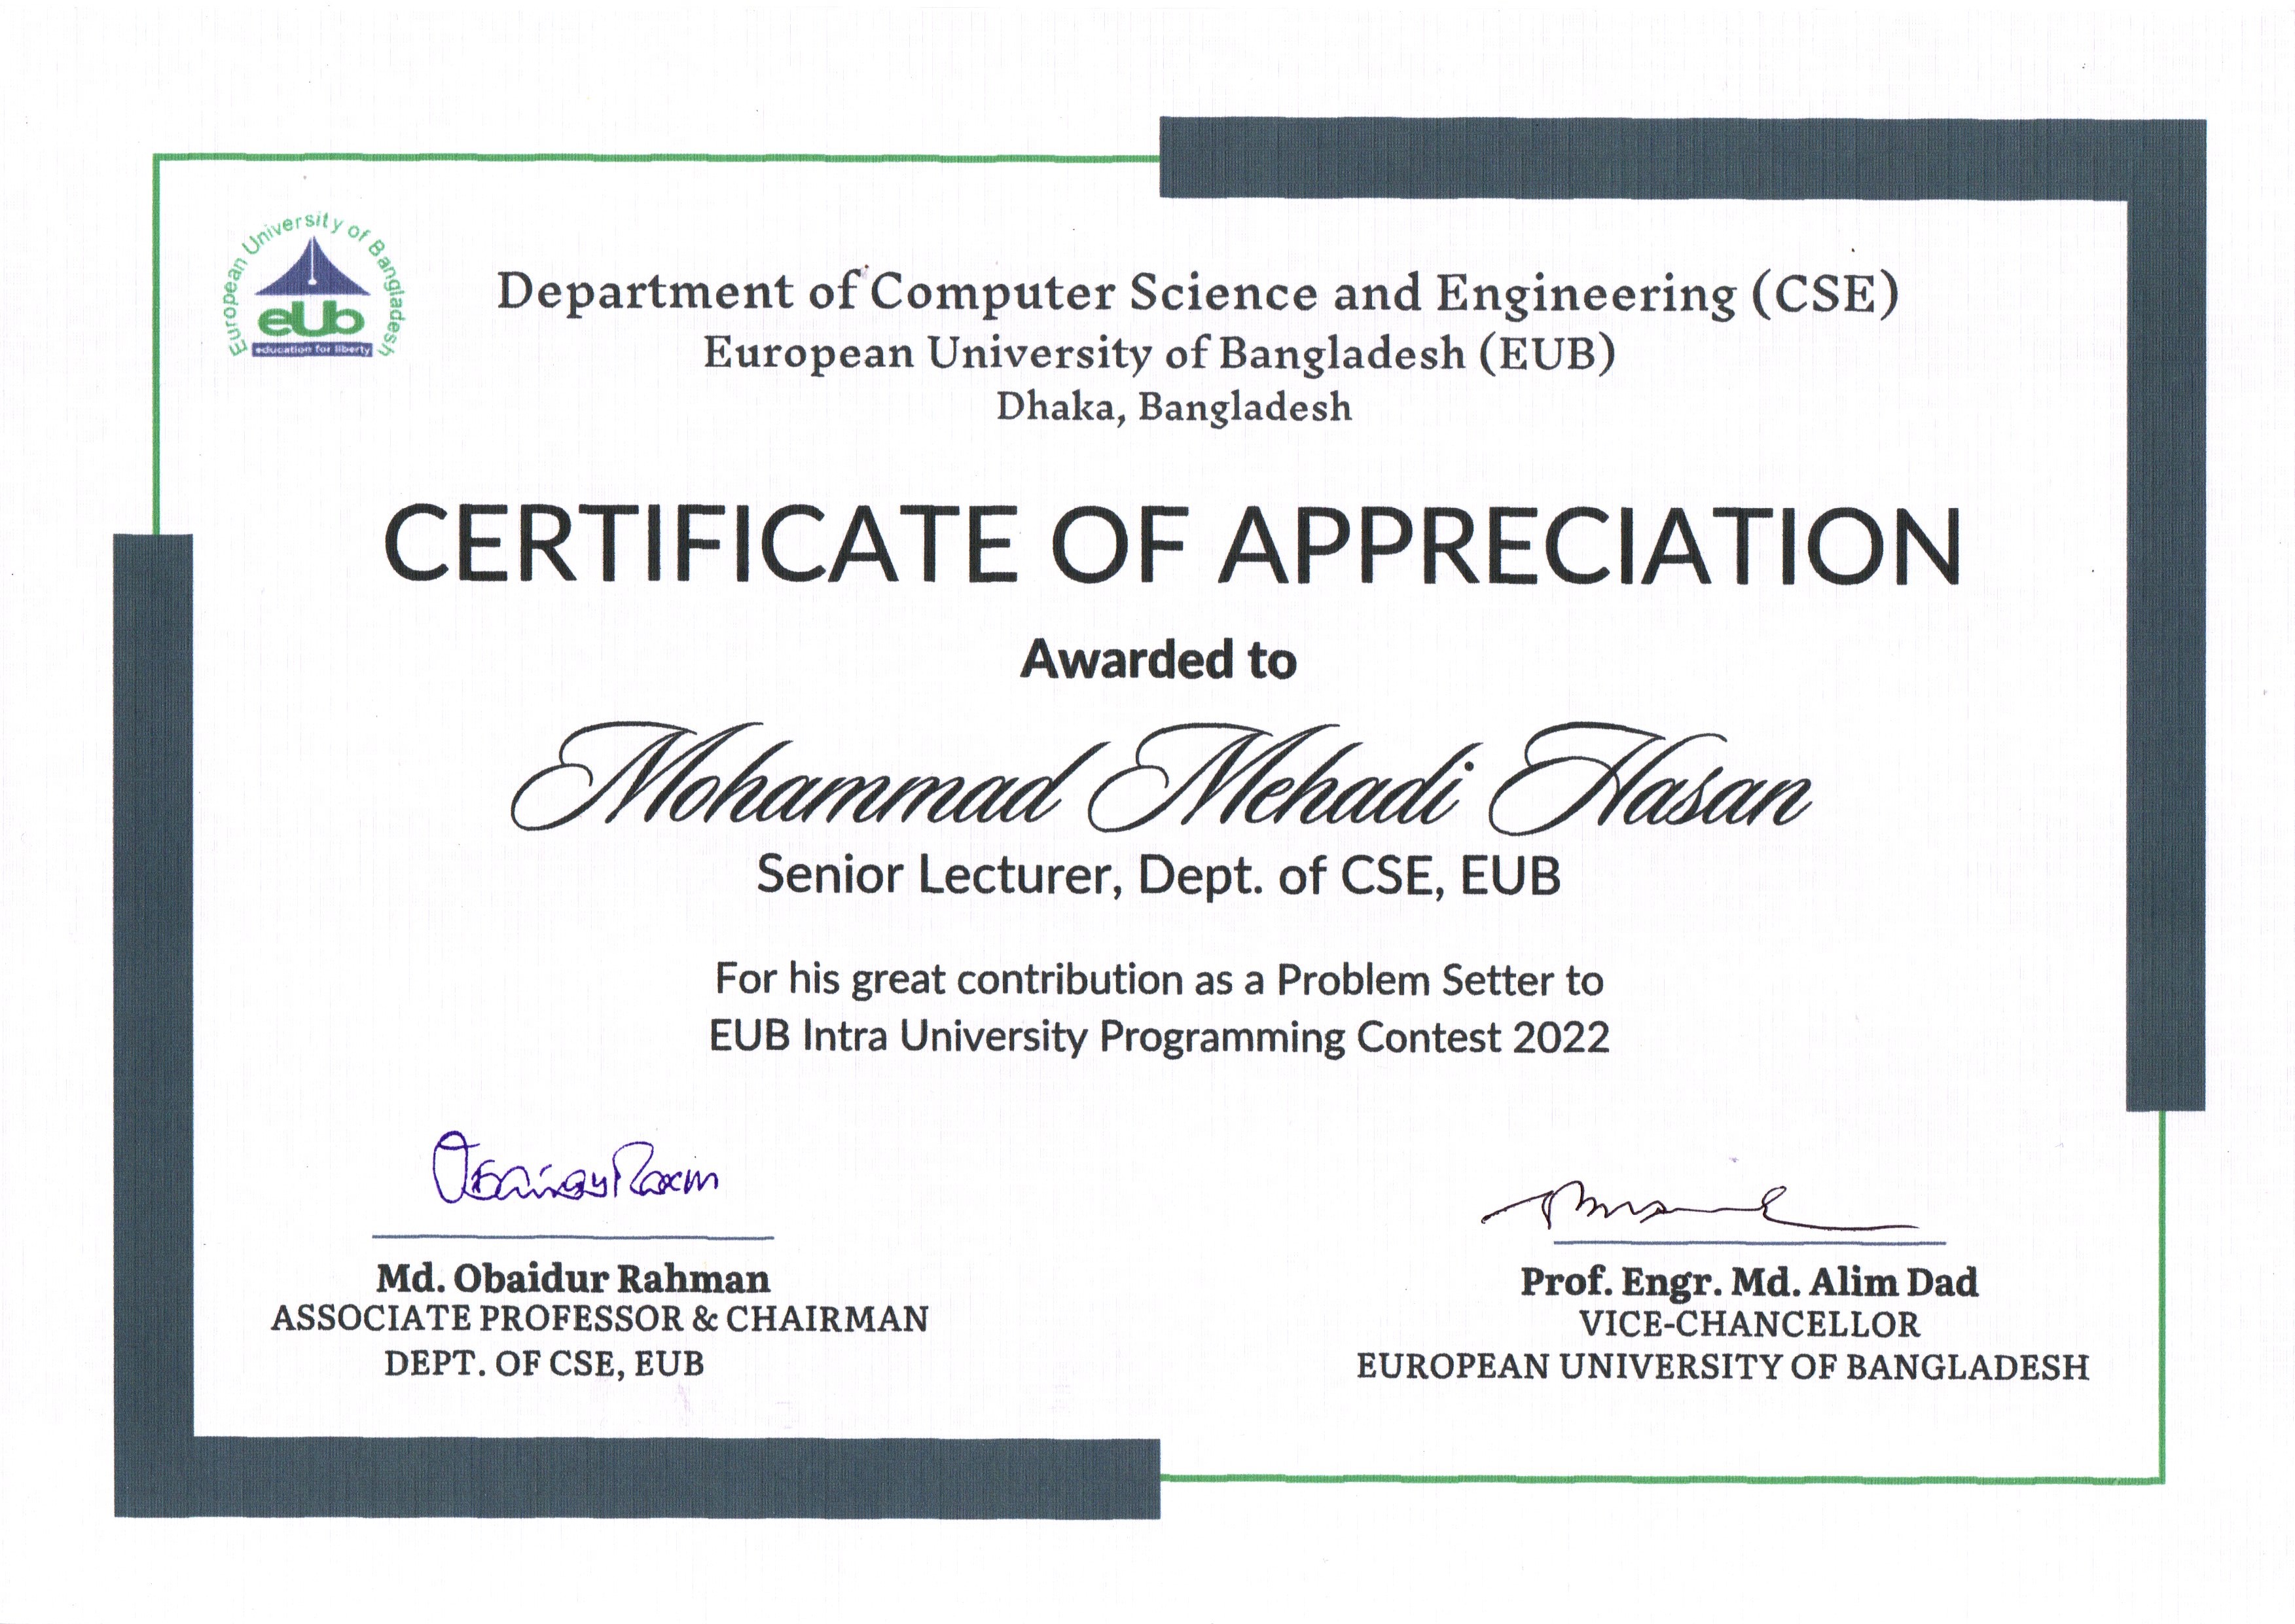 European University of Bangladesh
eUb
education for liberty
Department of Computer Science and Engineering (CSE)
European University of Bangladesh (EUB)
Dhaka, Bangladesh
CERTIFICATE OF APPRECIATION
Awarded to
Mohammad Mehadi Hasan
Senior Lecturer, Dept. of CSE, EUB
For his great contribution as a Problem Setter to
EUB Intra University Programming Contest 2022
Md. Obaidur Rahman
ASSOCIATE PROFESSOR & CHAIRMAN
DEPT. OF CSE, EUB
Prof. Engr. Md. Alim Dad
VICE-CHANCELLOR
EUROPEAN UNIVERSITY OF BANGLADESH